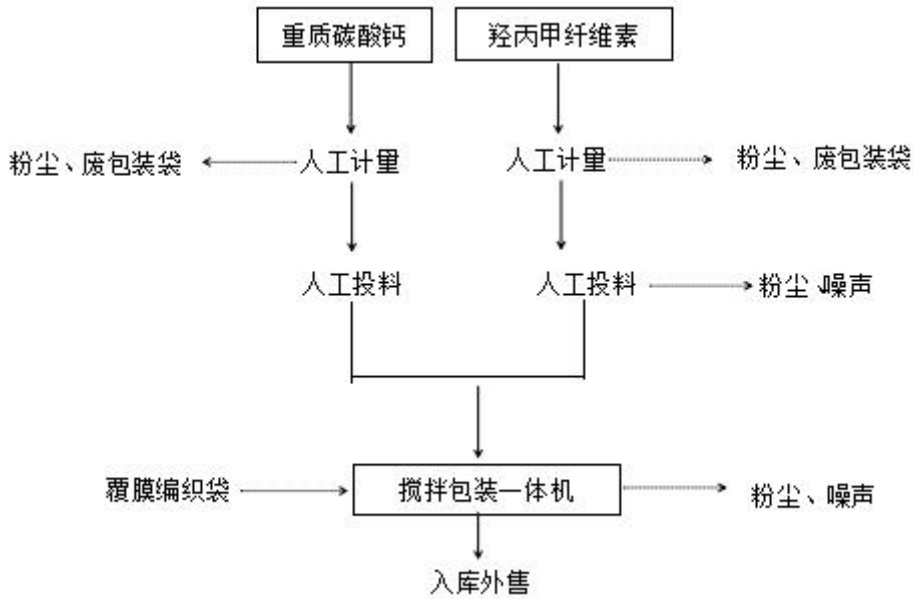 重质碳酸钙
羟丙甲纤维素
粉尘、废包装袋
人工计量
人工计量
粉尘、废包装袋
人工投料
人工投料
粉尘、噪声
覆膜编织袋
搅拌包装一体机
粉尘、噪声
入库外售